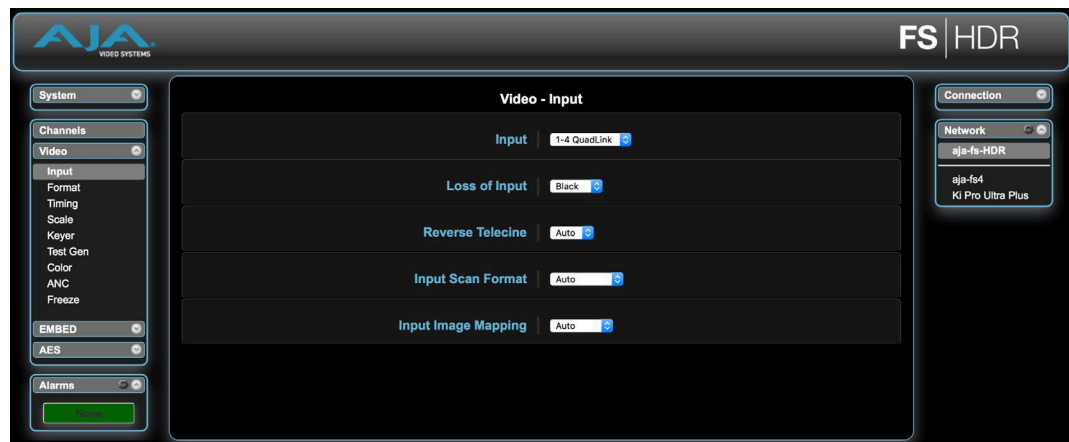 AJA
VIDEO SYSTEMS
FS HDR
System
Channels
Video
Input
Format
Timing
Scale
Keyer
Test Gen
Color
ANC
Freeze
EMBED
AES
Alarms
None
Video - Input
Input 1-4 QuadLink
Loss of Input Black
Reverse Telecine Auto
Input Scan Format Auto
Input Image Mapping Auto
Connection
Network
aja-fs-HDR
aja-fs4
Ki Pro Ultra Plus